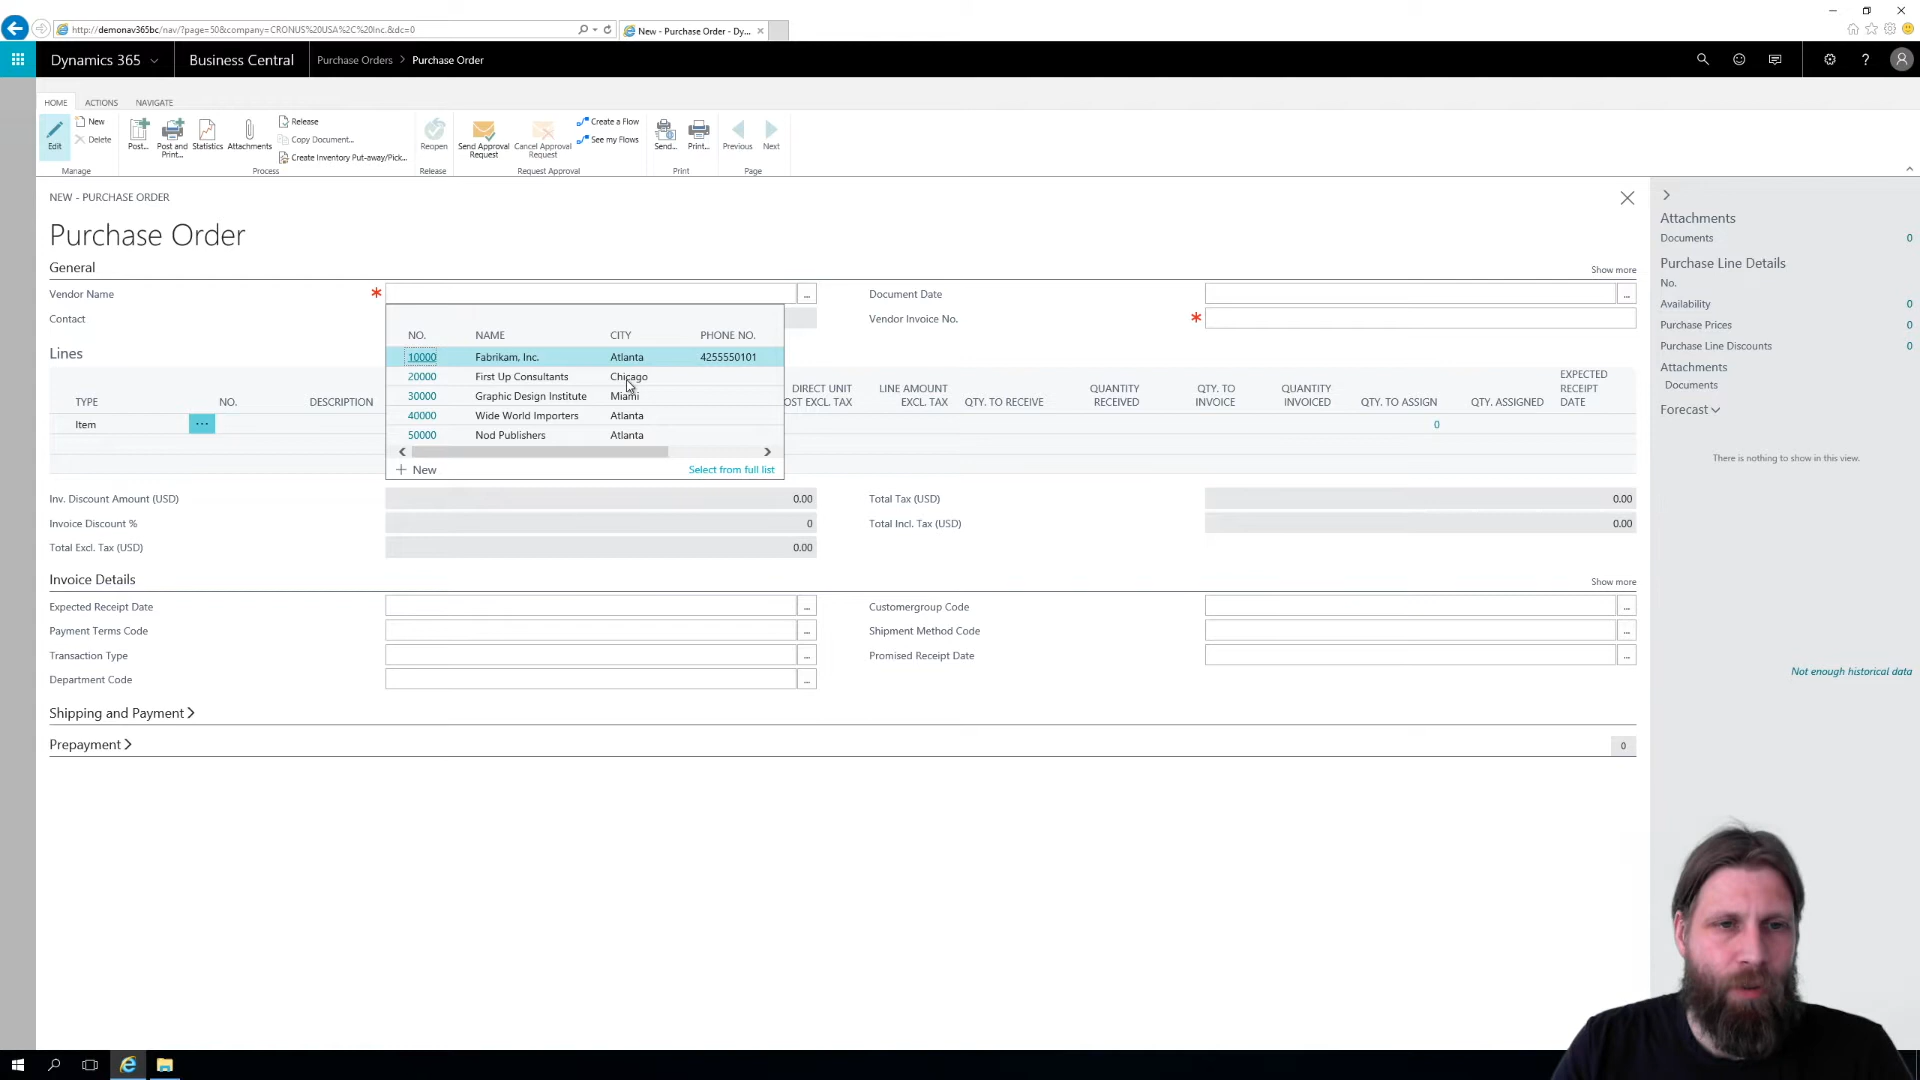 http://demonav365bc/nav/?page=50&company=CRONUS%20USA%2C%20Inc.&dc=0
New - Purchase Order - Dy...
Dynamics 365
Business Central
Purchase Orders > Purchase Order
HOME ACTIONS NAVIGATE
Edit
New
Delete
Manage
Post...
Post and Print...
Statistics
Attachments
Release
Copy Document...
Create Inventory Put-away/Pick...
Process
Reopen
Release
Send Approval Request
Cancel Approval Request
Create a Flow
See my Flows
Request Approval
Send...
Print...
Print
Previous
Next
Page
NEW - PURCHASE ORDER
Purchase Order
General
Show more
Vendor Name
Document Date
Contact
Vendor Invoice No.
NO. NAME CITY PHONE NO.
10000 Fabrikam, Inc. Atlanta 4255550101
20000 First Up Consultants Chicago
30000 Graphic Design Institute Miami
40000 Wide World Importers Atlanta
50000 Nod Publishers Atlanta
+ New
Select from full list
Lines
TYPE NO. DESCRIPTION DIRECT UNIT OST EXCL. TAX LINE AMOUNT EXCL. TAX QTY. TO RECEIVE QUANTITY RECEIVED QTY. TO INVOICE QUANTITY INVOICED QTY. TO ASSIGN QTY. ASSIGNED EXPECTED RECEIPT DATE
Item ... 0
Inv. Discount Amount (USD) 0.00 Total Tax (USD) 0.00
Invoice Discount % 0 Total Incl. Tax (USD) 0.00
Total Excl. Tax (USD) 0.00
Invoice Details
Show more
Expected Receipt Date
Customergroup Code
Payment Terms Code
Shipment Method Code
Transaction Type
Promised Receipt Date
Department Code
Shipping and Payment >
Prepayment > 0
Attachments
Documents 0
Purchase Line Details
No.
Availability 0
Purchase Prices 0
Purchase Line Discounts 0
Attachments
Documents
Forecast
There is nothing to show in this view.
Not enough historical data